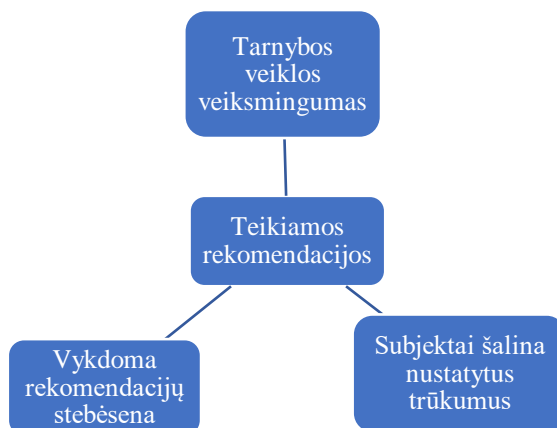 Tarnybos
veiklos
veiksmingumas
Teikiamos
rekomendacijos
Vykdoma
rekomendacijų
stebėsena
Subjektai šalina
nustatytus
trūkumus